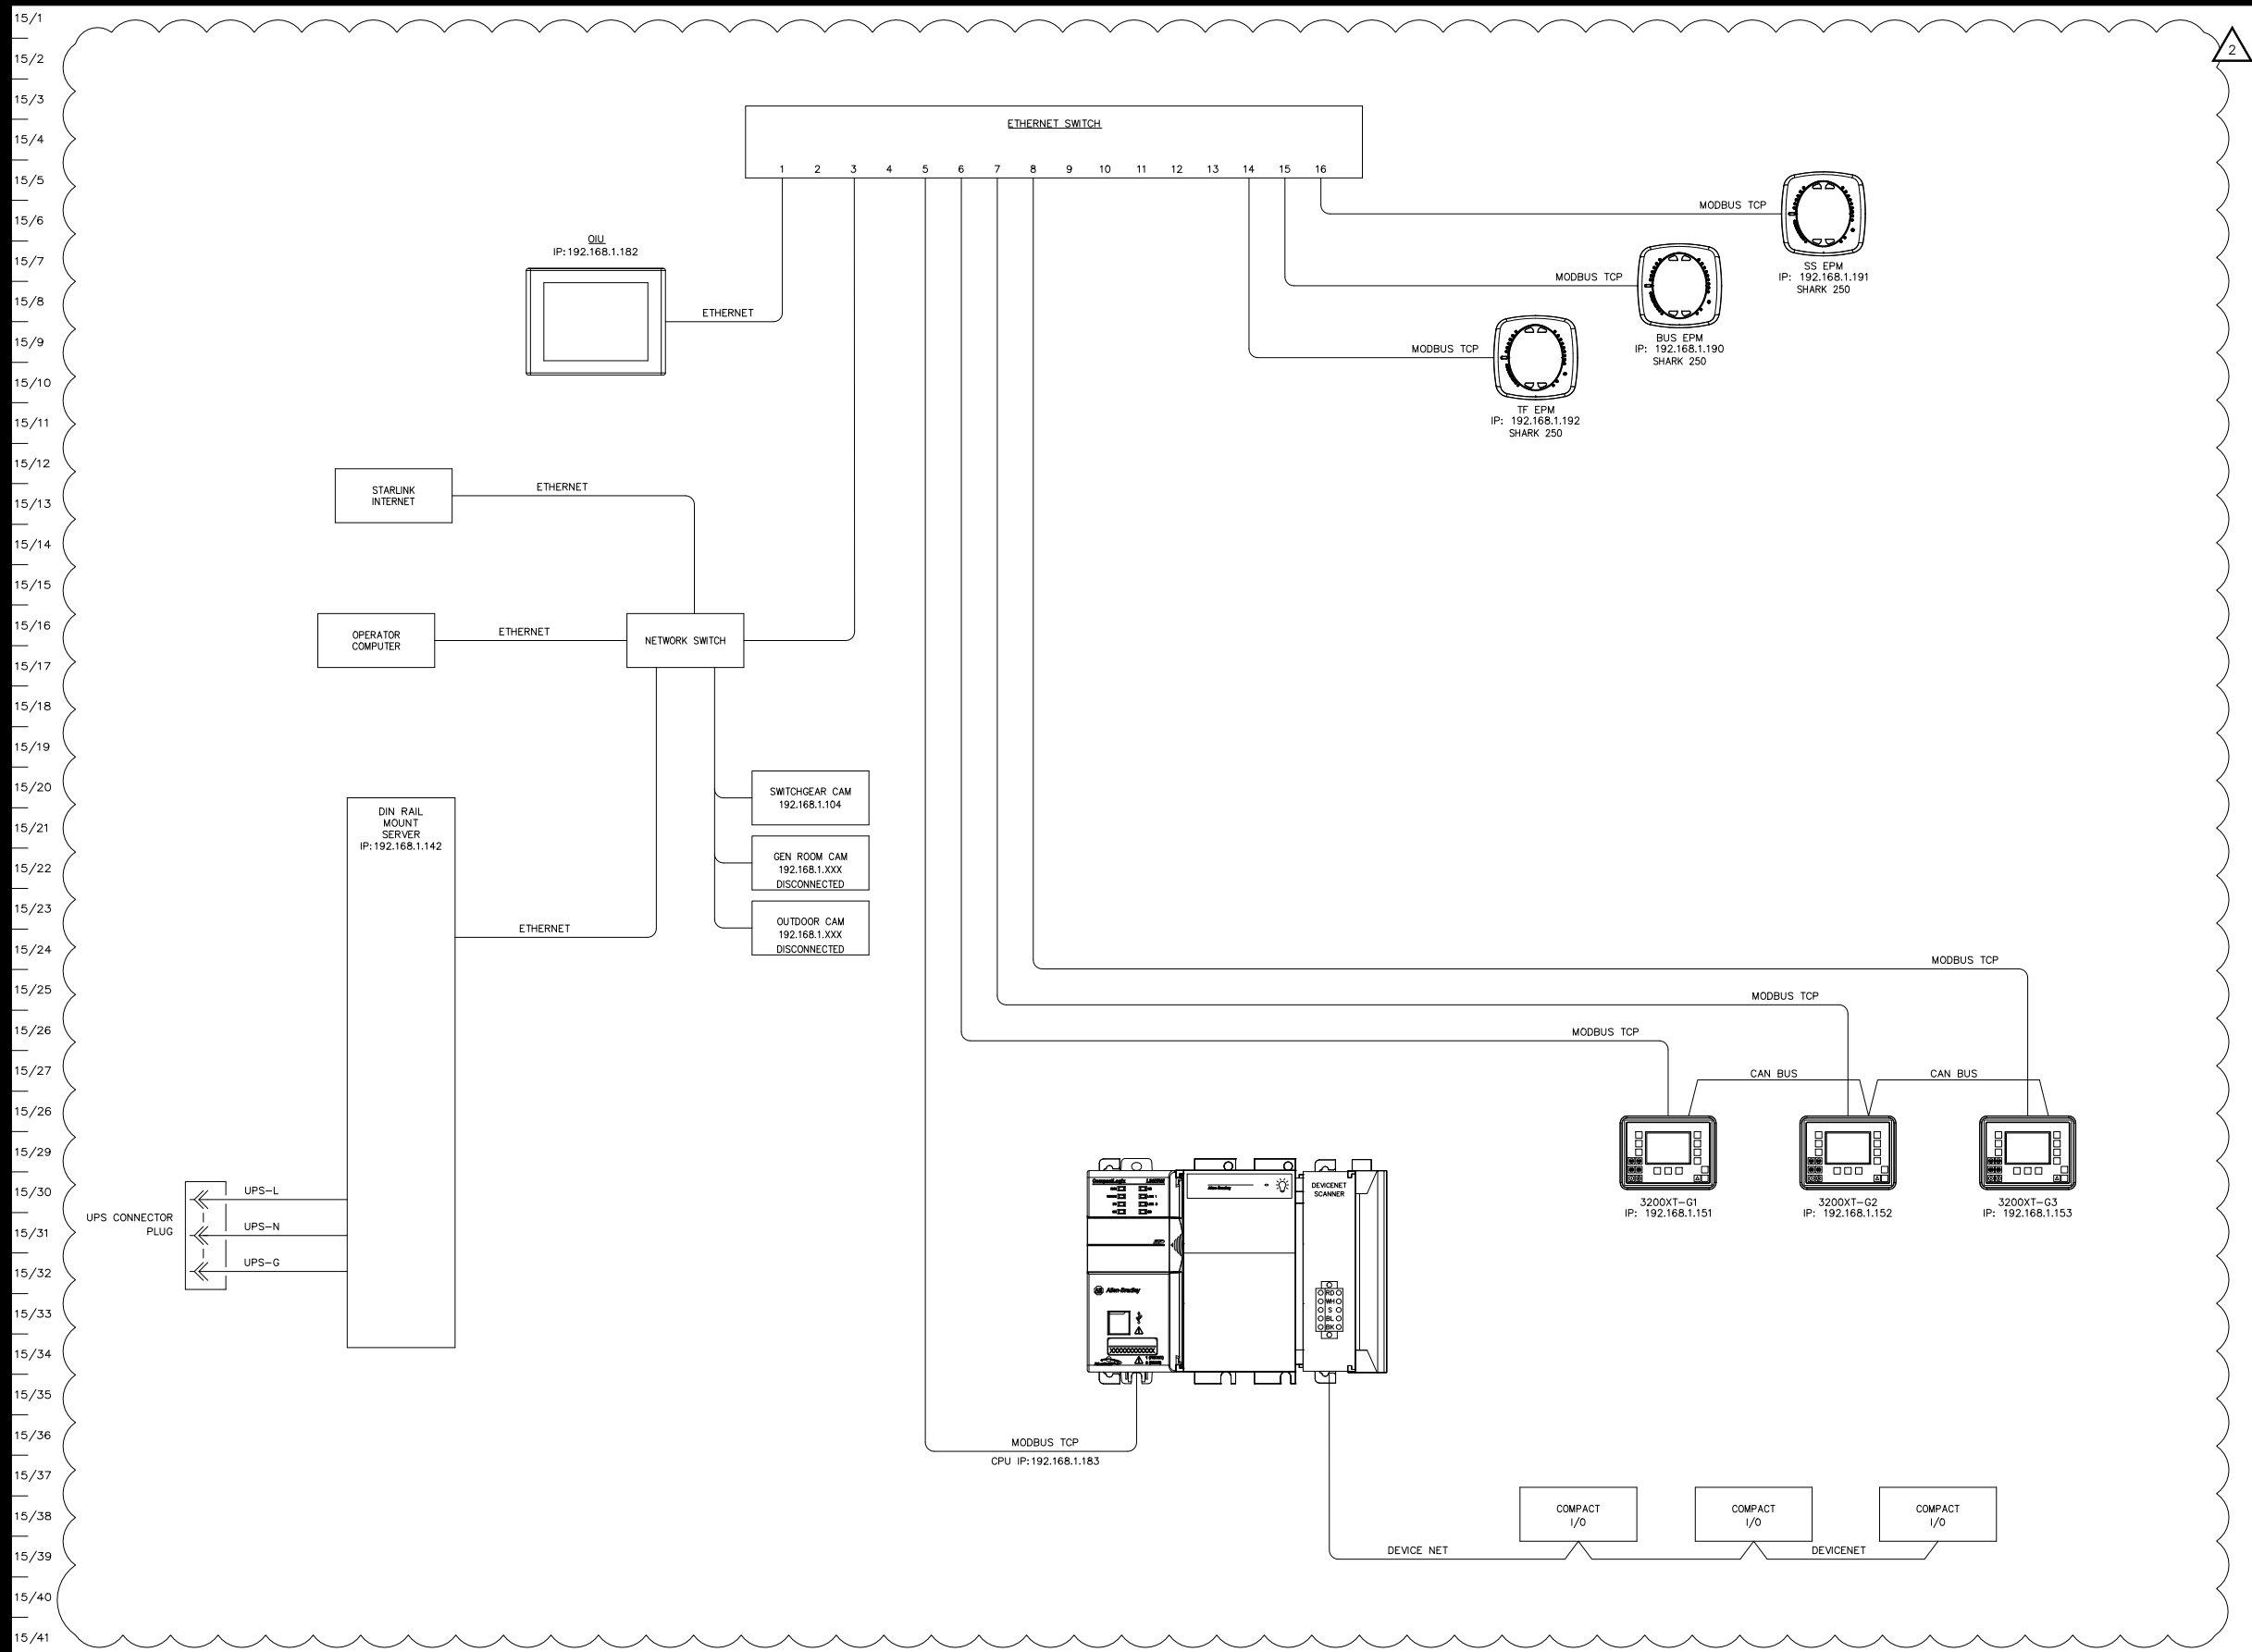 15/1
15/2
15/3
15/4
15/5
15/6
15/7
15/8
15/9
15/10
15/11
15/12
15/13
15/14
15/15
15/16
15/17
15/18
15/19
15/20
15/21
15/22
15/23
15/24
15/25
15/26
15/27
15/26
15/29
15/30
15/31
15/32
15/33
15/34
15/35
15/36
15/37
15/38
15/39
15/40
15/41
2
ETHERNET SWITCH
1 2 3 4 5 6 7 8 9 10 11 12 13 14 15 16
MODBUS TCP
SS EPM
IP: 192.168.1.191
SHARK 250
MODBUS TCP
BUS EPM
IP: 192.168.1.190
SHARK 250
MODBUS TCP
TF EPM
IP: 192.168.1.192
SHARK 250
OIU
IP:192.168.1.182
ETHERNET
STARLINK
INTERNET
ETHERNET
OPERATOR
COMPUTER
ETHERNET
NETWORK SWITCH
SWITCHGEAR CAM
192.168.1.104
GEN ROOM CAM
192.168.1.XXX
DISCONNECTED
OUTDOOR CAM
192.168.1.XXX
DISCONNECTED
DIN RAIL
MOUNT
SERVER
IP:192.168.1.142
ETHERNET
UPS CONNECTOR
PLUG
UPS-L
UPS-N
UPS-G
MODBUS TCP
MODBUS TCP
MODBUS TCP
CAN BUS
CAN BUS
3200XT-G1
IP: 192.168.1.151
3200XT-G2
IP: 192.168.1.152
3200XT-G3
IP: 192.168.1.153
CompactLogix
Allen-Bradley
Allen-Bradley
DEVICENET
SCANNER
RD
WH
S
BL
BK
MODBUS TCP
CPU IP:192.168.1.183
COMPACT
I/O
COMPACT
I/O
COMPACT
I/O
DEVICE NET
DEVICENET